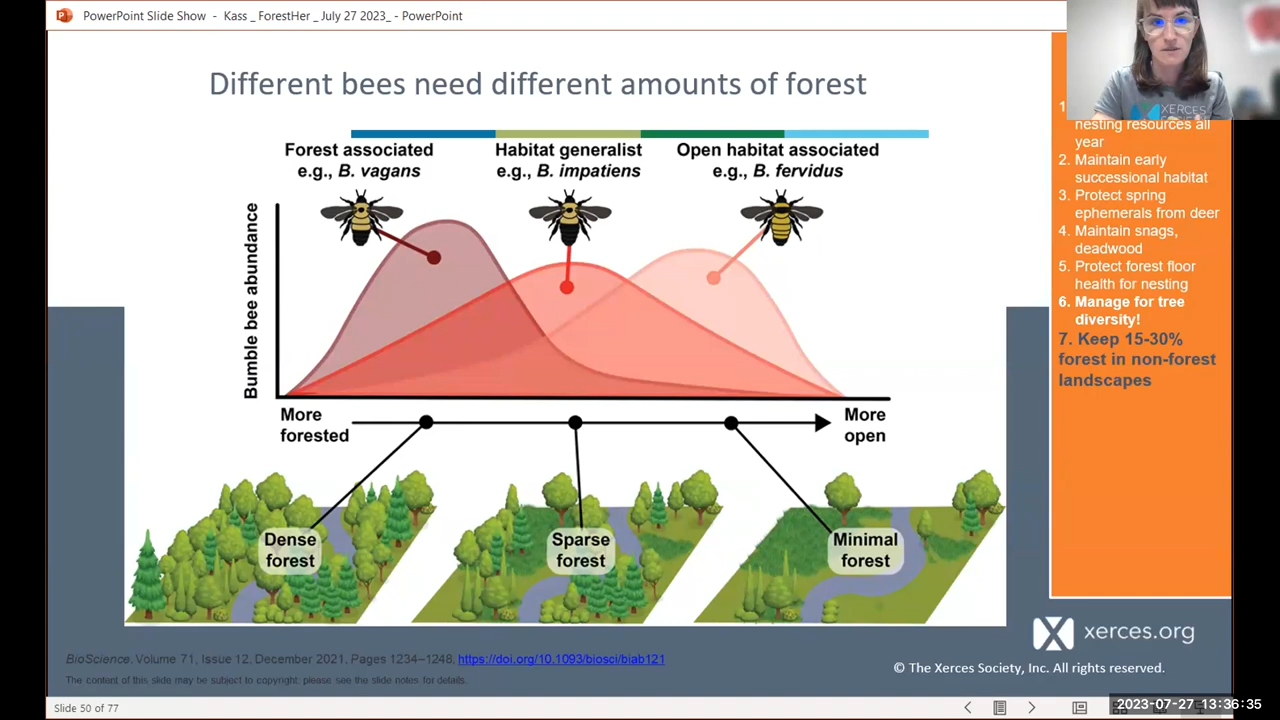 PowerPoint Slide Show - Kass _ ForestHer _ July 27 2023_ - PowerPoint
Different bees need different amounts of forest
Forest associated
e.g., B. vagans
Habitat generalist
e.g., B. impatiens
Open habitat associated
e.g., B. fervidus
Bumble bee abundance
More
forested
More
open
Dense
forest
Sparse
forest
Minimal
forest
XERCES
1
nesting resources all
year
2. Maintain early
successional habitat
3. Protect spring
ephemerals from deer
4. Maintain snags,
deadwood
5. Protect forest floor
health for nesting
6. Manage for tree
diversity!
7. Keep 15-30%
forest in non-forest
landscapes
BioScience, Volume 71, Issue 12, December 2021, Pages 1234–1248, https://doi.org/10.1093/biosci/biab121
The content of this slide may be subject to copyright: please see the slide notes for details.
xerces.org
© The Xerces Society, Inc. All rights reserved.
Slide 50 of 77
2023-07-27 13:36:35